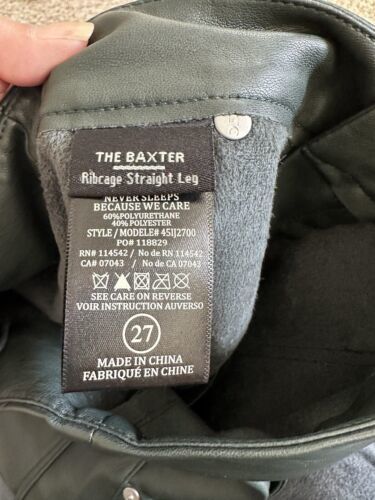 THE BAXTER
Ribcage Straight Leg
NEVER SLEEPS
BECAUSE WE CARE
60%POLYURETHANE
40% POLYESTER
STYLE / MODELE# 45IJ2700
PO# 118829
RN# 114542 / No de RN 114542
CA# 07043 / No de CA 07043
SEE CARE ON REVERSE
VOIR INSTRUCTION AUVERSO
27
MADE IN CHINA
FABRIQUÉ EN CHINE